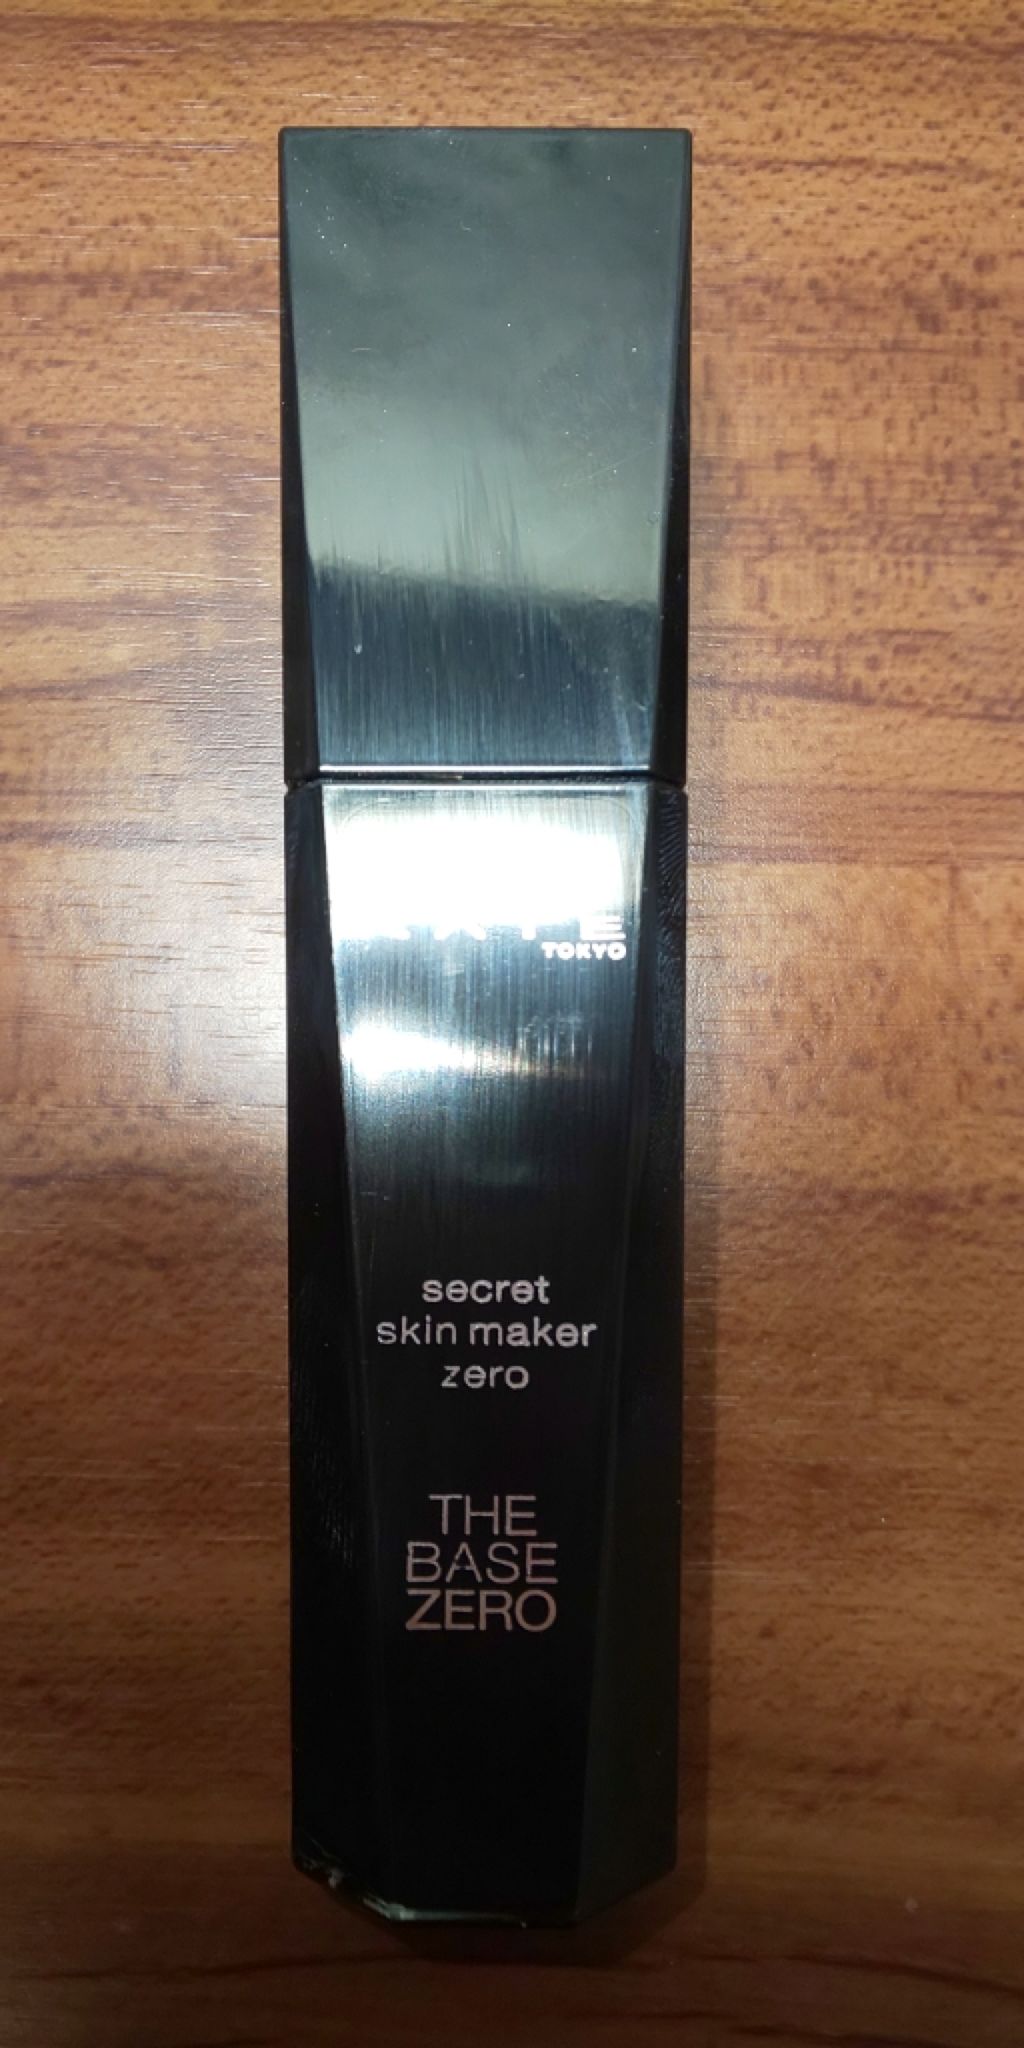 TOKYO
secret
skin maker
zero
THE
BASE
ZERO